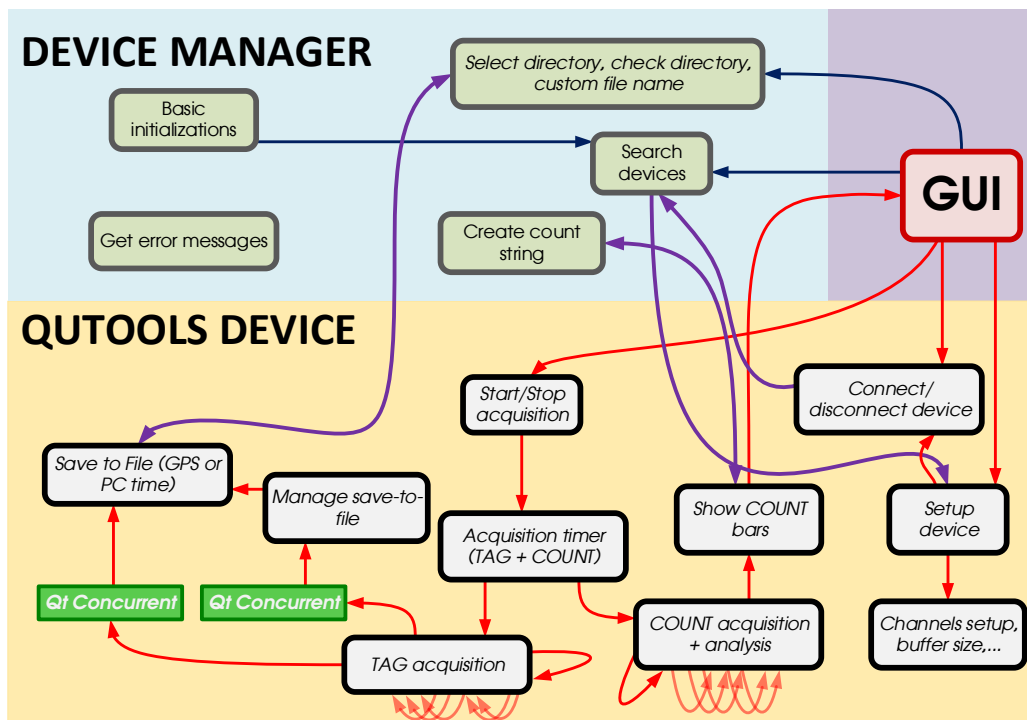 DEVICE MANAGER
Select directory, check directory,
custom file name
Basic
initializations
Search
devices
GUI
Get error messages
Create count
string
QUTOOLS DEVICE
Start/Stop
acquisition
Connect/
disconnect device
Save to File (GPS or
PC time)
Manage save-to-
file
Acquisition timer
(TAG + COUNT)
Show COUNT
bars
Setup
device
Qt Concurrent
Qt Concurrent
TAG acquisition
COUNT acquisition
+ analysis
Channels setup,
buffer size,...